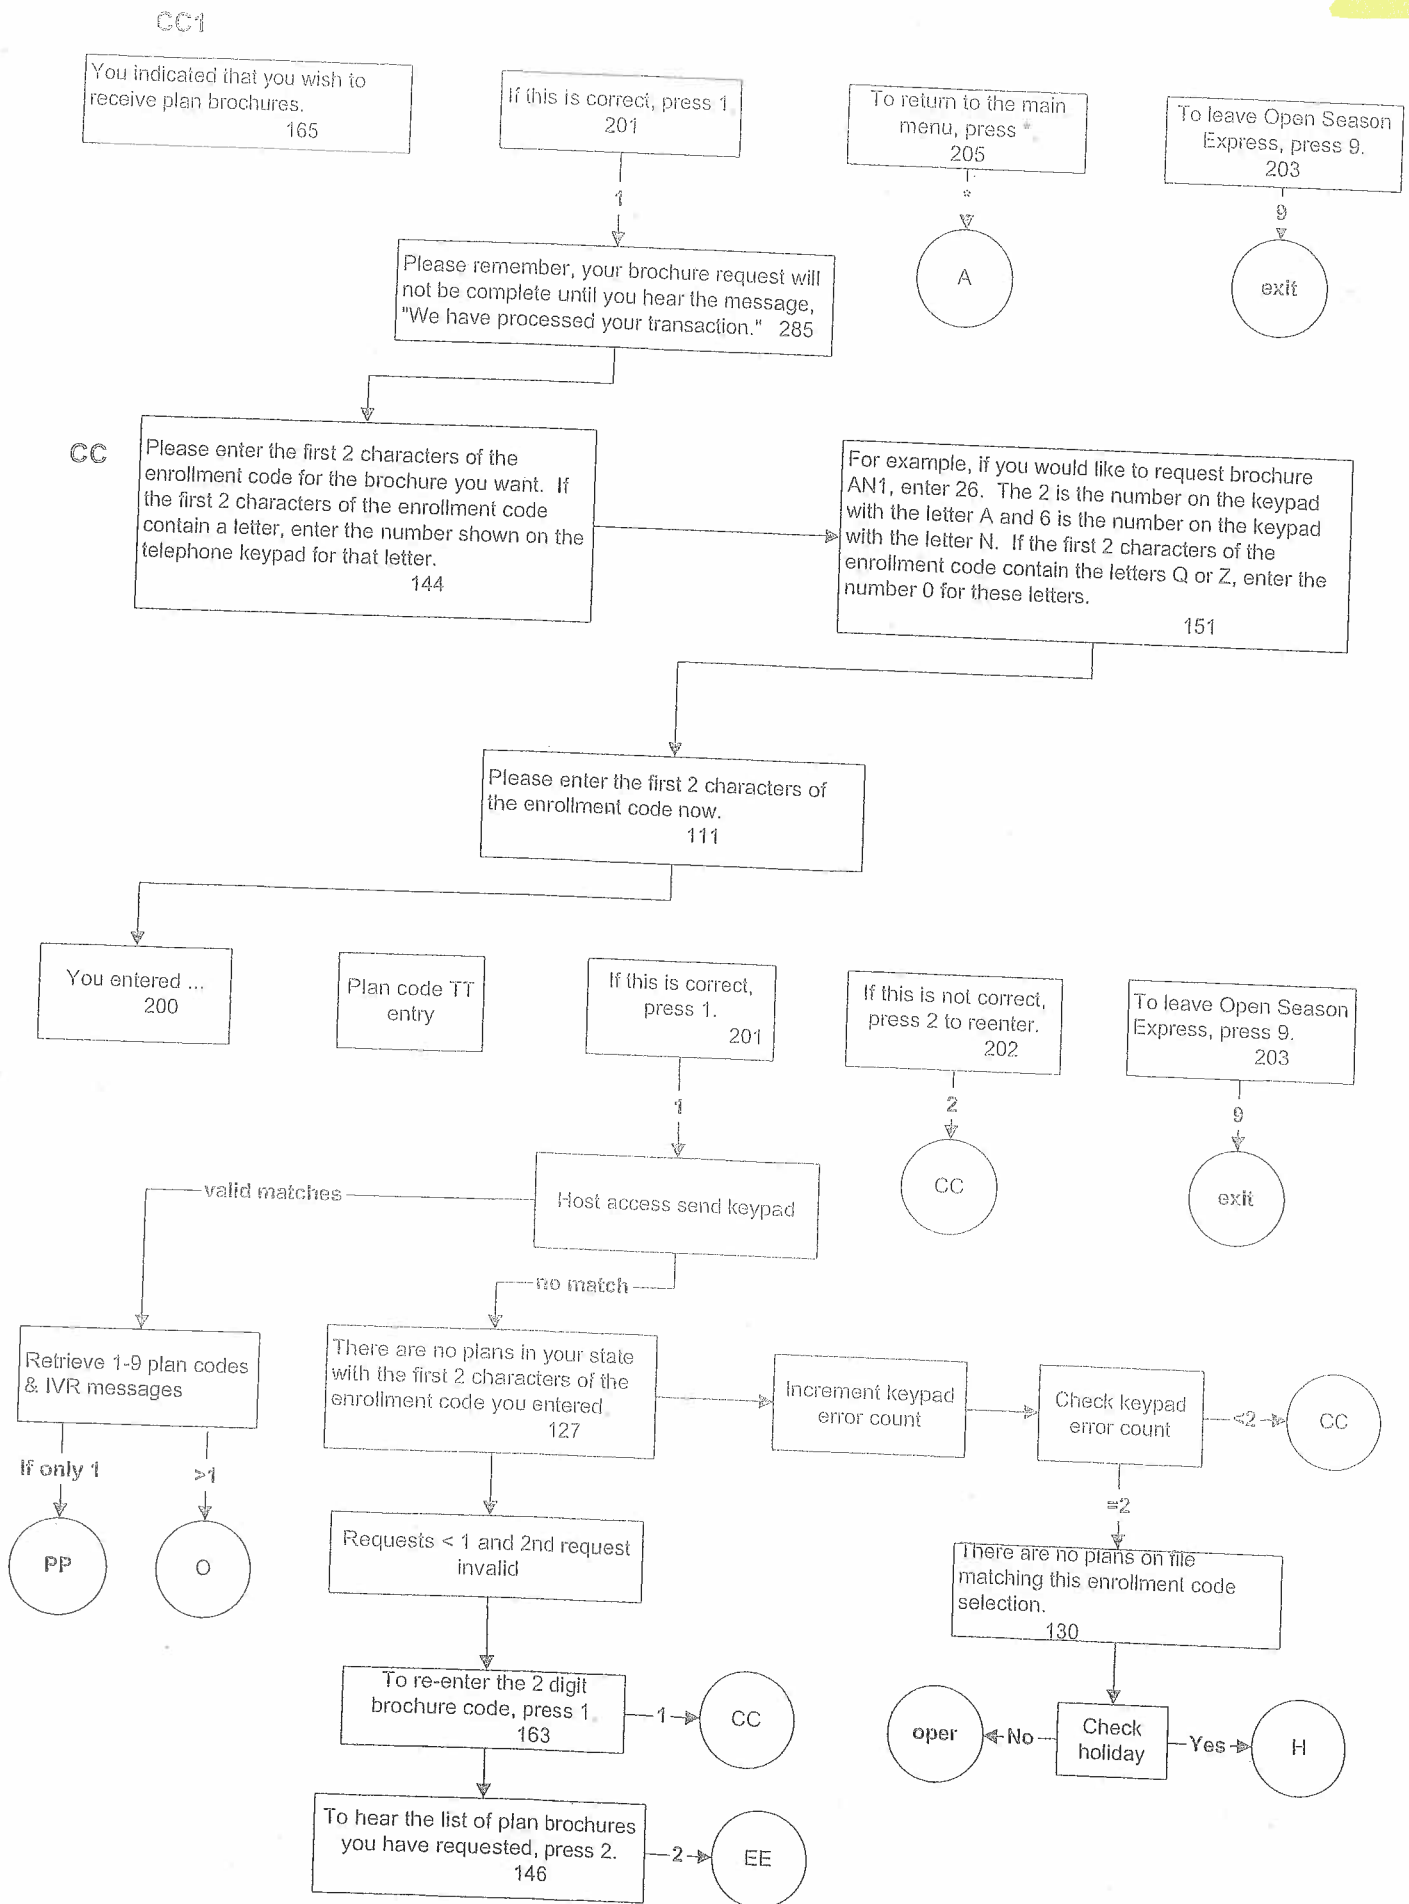 CC1
You indicated that you wish to
receive plan brochures.
165
If this is correct, press 1.
201
To return to the main
menu, press *
205
To leave Open Season
Express, press 9.
203
1
*
9
A
exit
Please remember, your brochure request will
not be complete until you hear the message,
"We have processed your transaction." 285
CC
Please enter the first 2 characters of the
enrollment code for the brochure you want. If
the first 2 characters of the enrollment code
contain a letter, enter the number shown on the
telephone keypad for that letter.
144
For example, if you would like to request brochure
AN1, enter 26. The 2 is the number on the keypad
with the letter A and 6 is the number on the keypad
with the letter N. If the first 2 characters of the
enrollment code contain the letters Q or Z, enter the
number 0 for these letters.
151
Please enter the first 2 characters of
the enrollment code now.
111
You entered ...
200
Plan code TT
entry
If this is correct,
press 1.
201
If this is not correct,
press 2 to reenter.
202
To leave Open Season
Express, press 9.
203
1
2
9
CC
exit
valid matches
Host access send keypad
no match
Retrieve 1-9 plan codes
& IVR messages
There are no plans in your state
with the first 2 characters of the
enrollment code you entered.
127
Increment keypad
error count
Check keypad
error count
<2
CC
If only 1
>1
PP
O
=2
Requests < 1 and 2nd request
invalid
There are no plans on file
matching this enrollment code
selection.
130
To re-enter the 2 digit
brochure code, press 1.
163
1
CC
oper
No
Check
holiday
Yes
H
To hear the list of plan brochures
you have requested, press 2.
146
2
EE